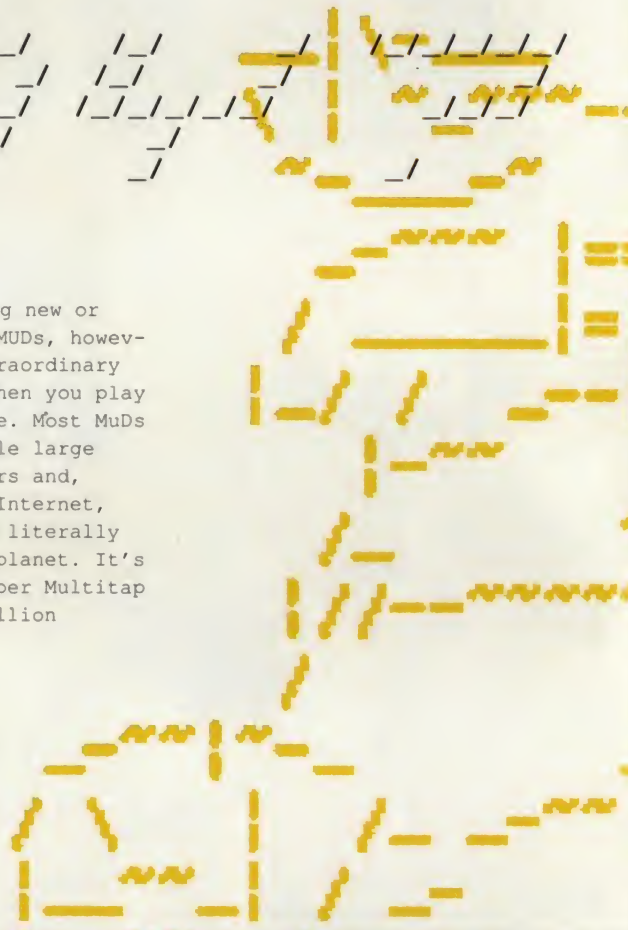 g new or
MUDs, howev-
raordinary
hen you play
e. Most MuDs
le large
rs and,
Internet,
literally
planet. It's
per Multitap
llion